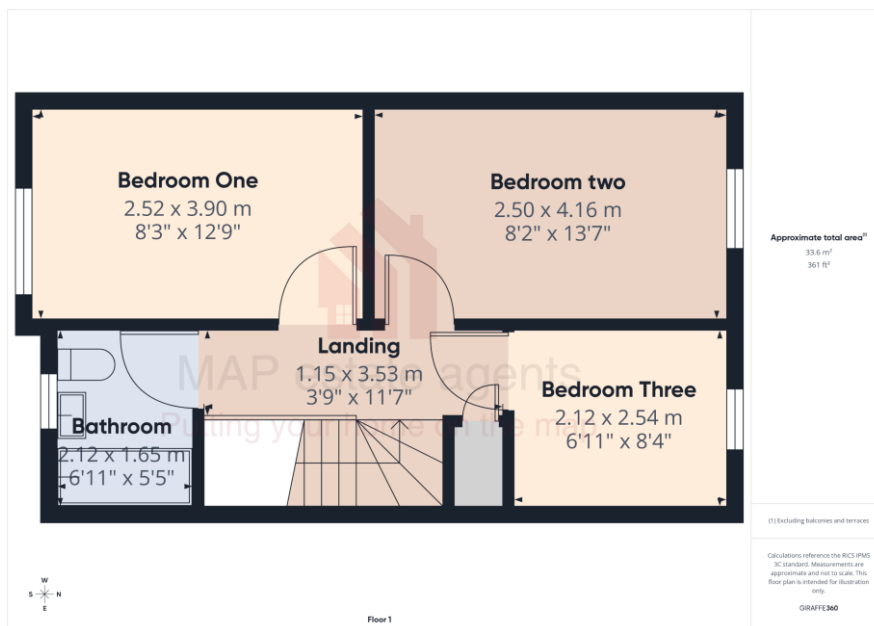 Bedroom One
2.52 x 3.90 m
8'3" x 12'9"
Bedroom two
2.50 x 4.16 m
8'2" x 13'7"
Landing
1.15 x 3.53 m
3'9" x 11'7"
Bedroom Three
2.12 x 2.54 m
6'11" x 8'4"
Bathroom
2.12 x 1.65 m
6'11" x 5'5"
MAP estate agents
Putting your home on the map
Approximate total area⁽¹⁾
33.6 m²
361 ft²
(1) Excluding balconies and terraces
Calculations reference the RICS IPMS
3C standard. Measurements are
approximate and not to scale. This
floor plan is intended for illustration
only.
GIRAFFE360
W
S N
E
Floor 1